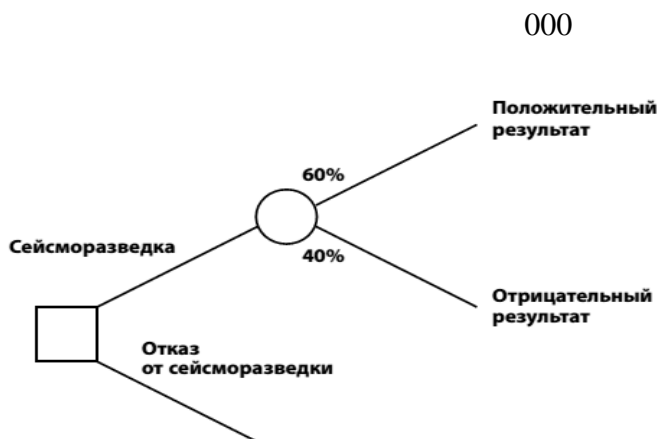 000
Положительный
результат
60%
Сейсморазведка
40%
Отрицательный
результат
Отказ
от сейсморазведки